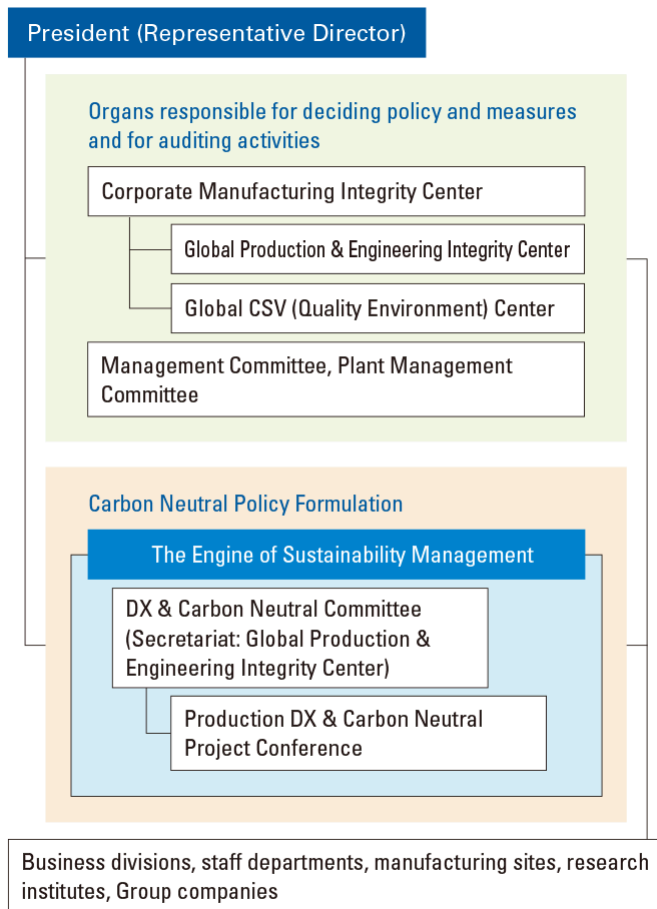 President (Representative Director)
Organs responsible for deciding policy and measures
and for auditing activities
Corporate Manufacturing Integrity Center
Global Production & Engineering Integrity Center
Global CSV (Quality Environment) Center
Management Committee, Plant Management
Committee
Carbon Neutral Policy Formulation
The Engine of Sustainability Management
DX & Carbon Neutral Committee
(Secretariat: Global Production &
Engineering Integrity Center)
Production DX & Carbon Neutral
Project Conference
Business divisions, staff departments, manufacturing sites, research
institutes, Group companies